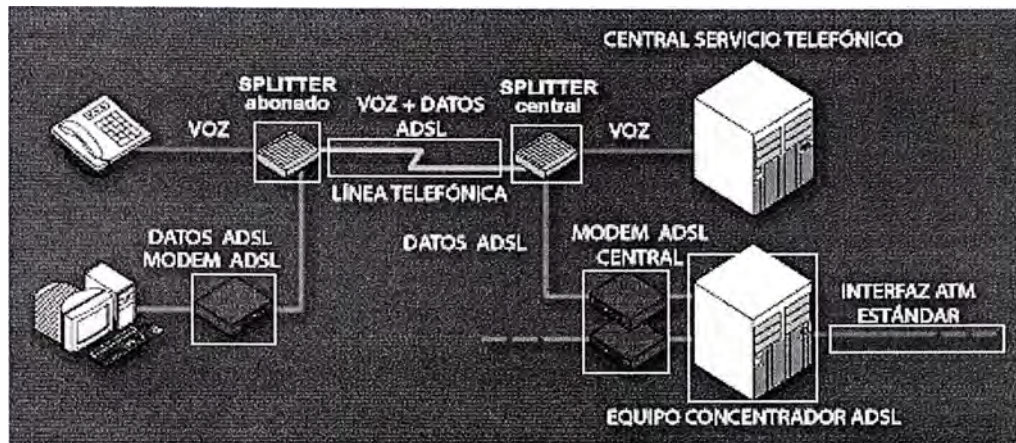 CENTRAL SERVICIO TELEFÓNICO
SPLITTER
abonado
VOZ + DATOS
ADSL
SPLITTER
central
VOZ
VOZ
LÍNEA TELEFÓNICA
DATOS ADSL
MODEM ADSL
DATOS ADSL
MODEM ADSL
CENTRAL
INTERFAZ ATM
ESTÁNDAR
EQUIPO CONCENTRADOR ADSL